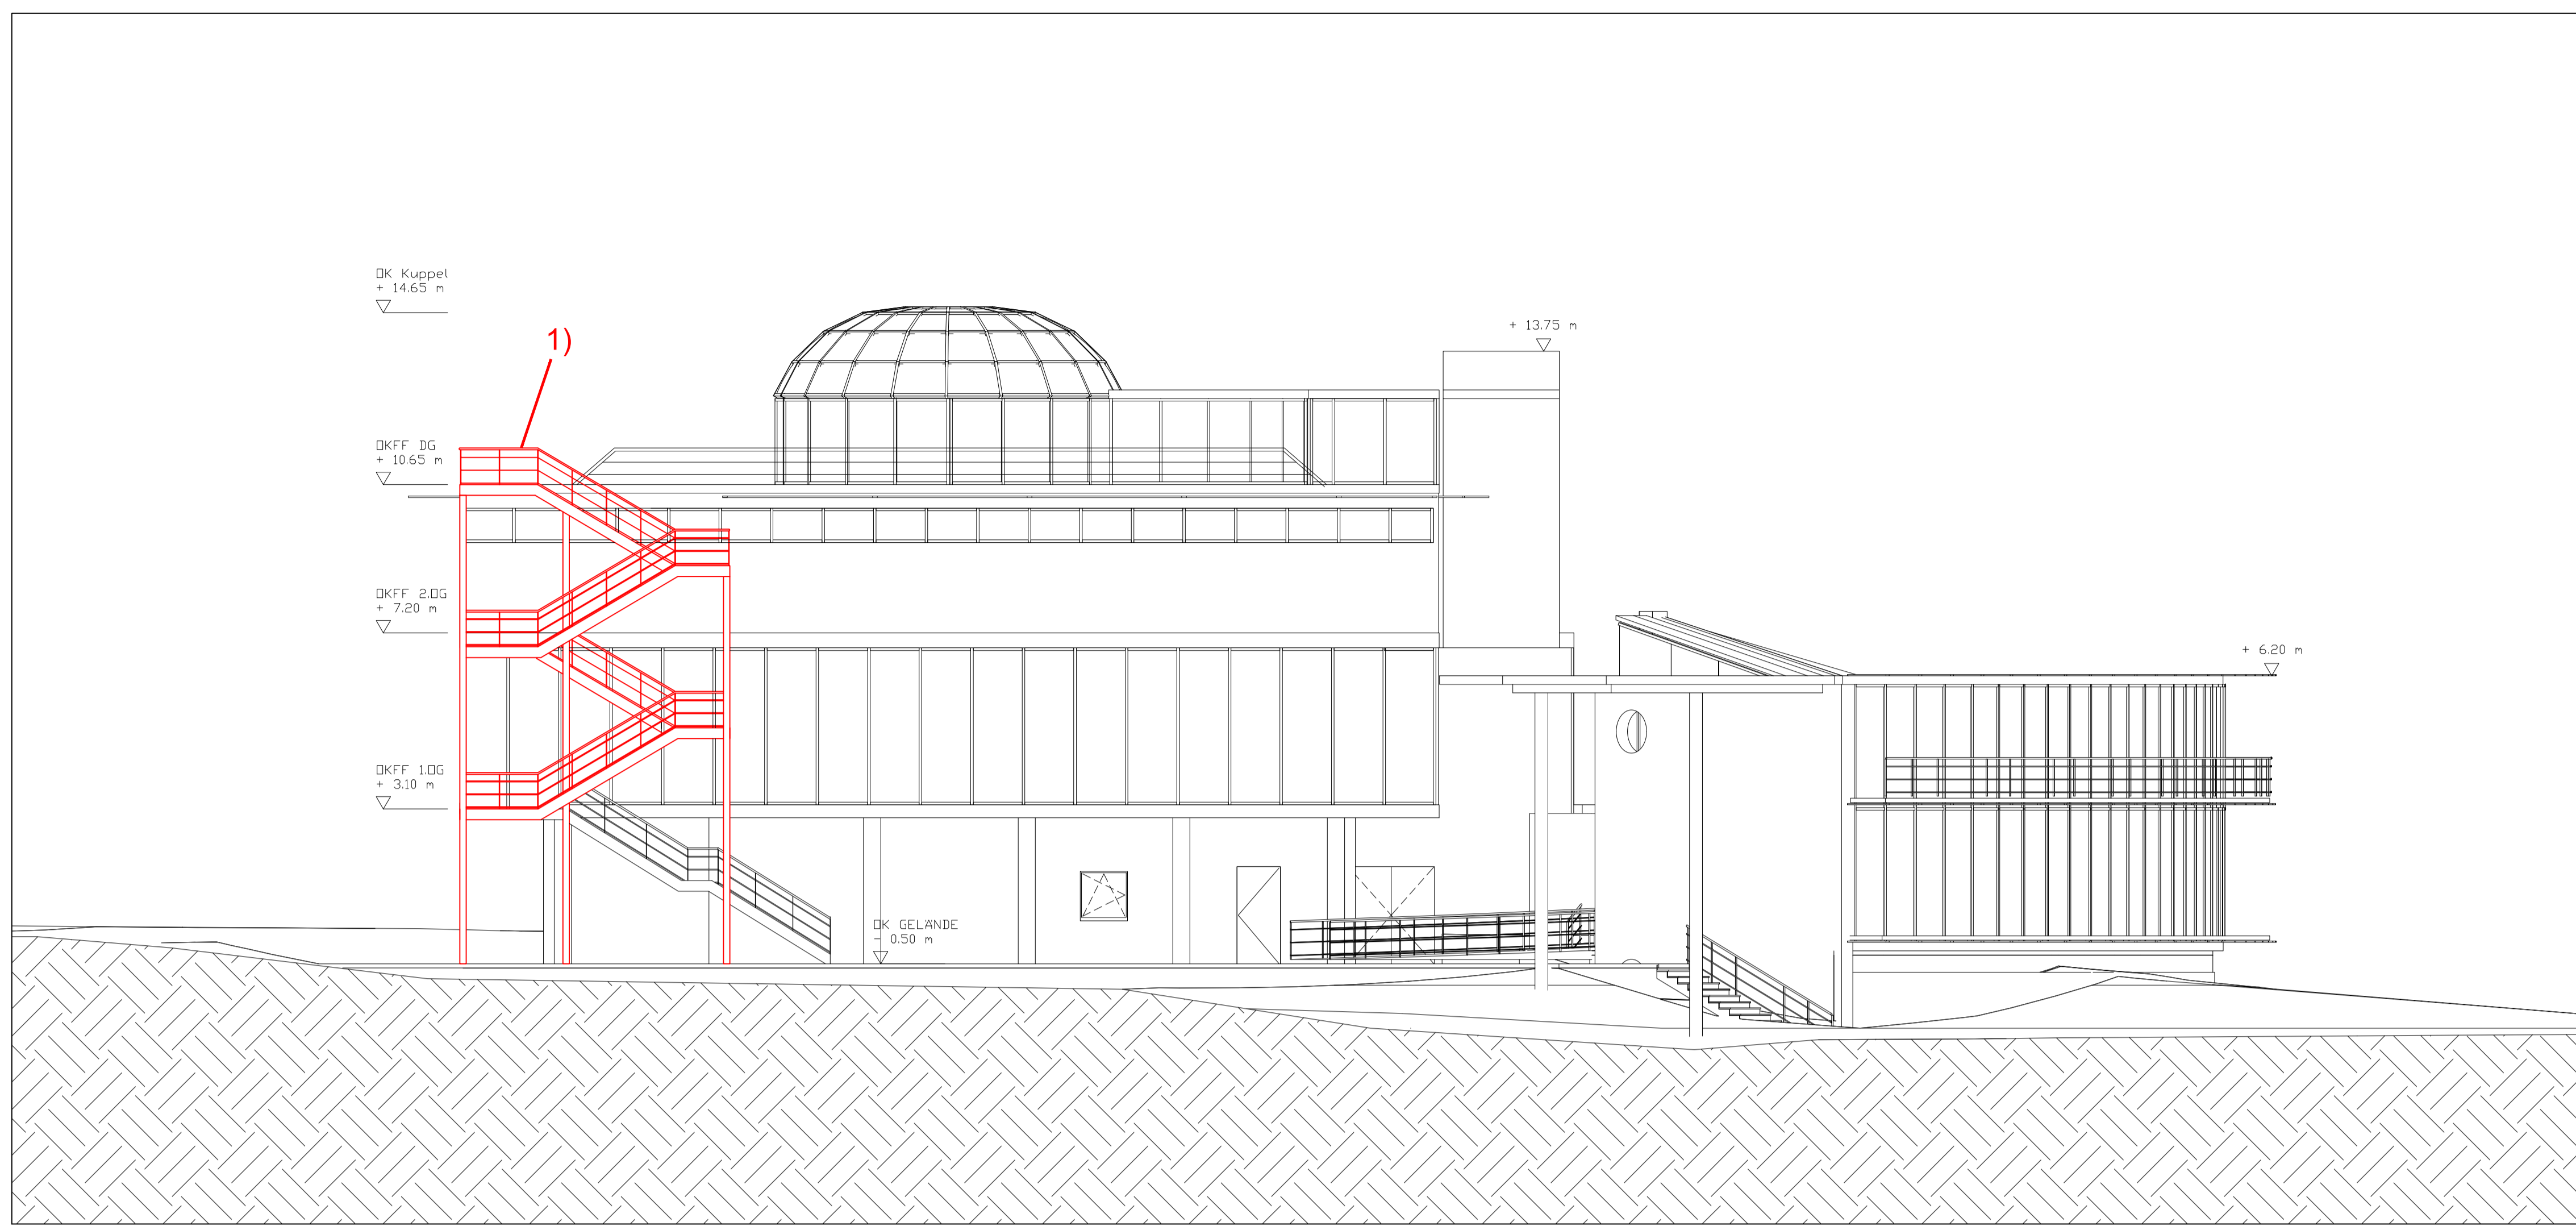 OK Kuppel
+ 14.65 m
1)
+ 13.75 m
OKFF DG
+ 10.65 m
OKFF 2.OG
+ 7.20 m
+ 6.20 m
OKFF 1.OG
+ 3.10 m
OK GELÄNDE
- 0.50 m